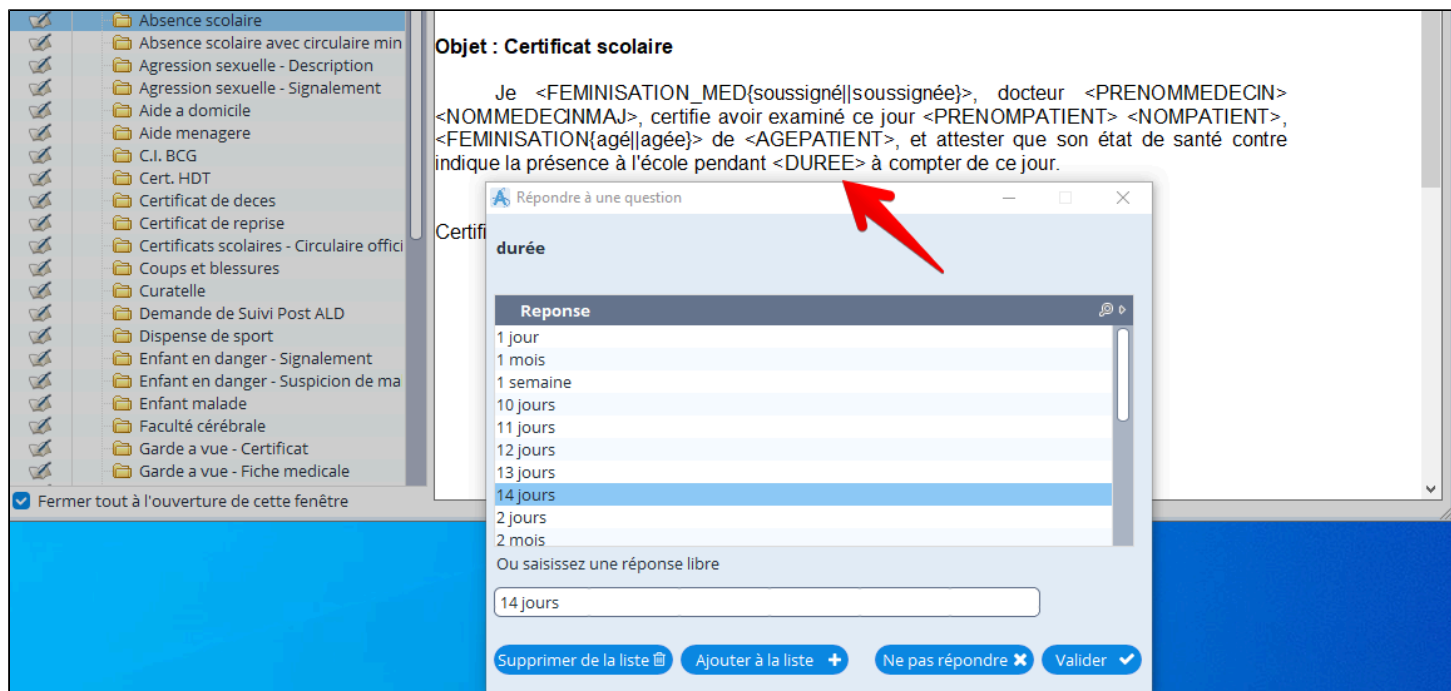 Absence scolaire
Absence scolaire avec circulaire min
Agression sexuelle - Description
Agression sexuelle - Signalement
Aide a domicile
Aide menagere
C.I. BCG
Cert. HDT
Certificat de deces
Certificat de reprise
Certificats scolaires - Circulaire offici
Coups et blessures
Curatelle
Demande de Suivi Post ALD
Dispense de sport
Enfant en danger - Signalement
Enfant en danger - Suspicion de ma
Enfant malade
Faculté cérébrale
Garde a vue - Certificat
Garde a vue - Fiche medicale
Fermer tout à l'ouverture de cette fenêtre
Objet : Certificat scolaire
Je <FEMINISATION_MED{soussigné||soussignée}>, docteur <PRENOMMEDECIN>
<NOMMEDECINMAJ>, certifie avoir examiné ce jour <PRENOMPATIENT> <NOMPATIENT>,
<FEMINISATION{agé||agée}> de <AGEPATIENT>, et attester que son état de santé contre
indique la présence à l'école pendant <DUREE> à compter de ce jour.
Certifi
Répondre à une question
durée
Reponse
1 jour
1 mois
1 semaine
10 jours
11 jours
12 jours
13 jours
14 jours
2 jours
2 mois
Ou saisissez une réponse libre
14 jours
Supprimer de la liste
Ajouter à la liste
Ne pas répondre
Valider